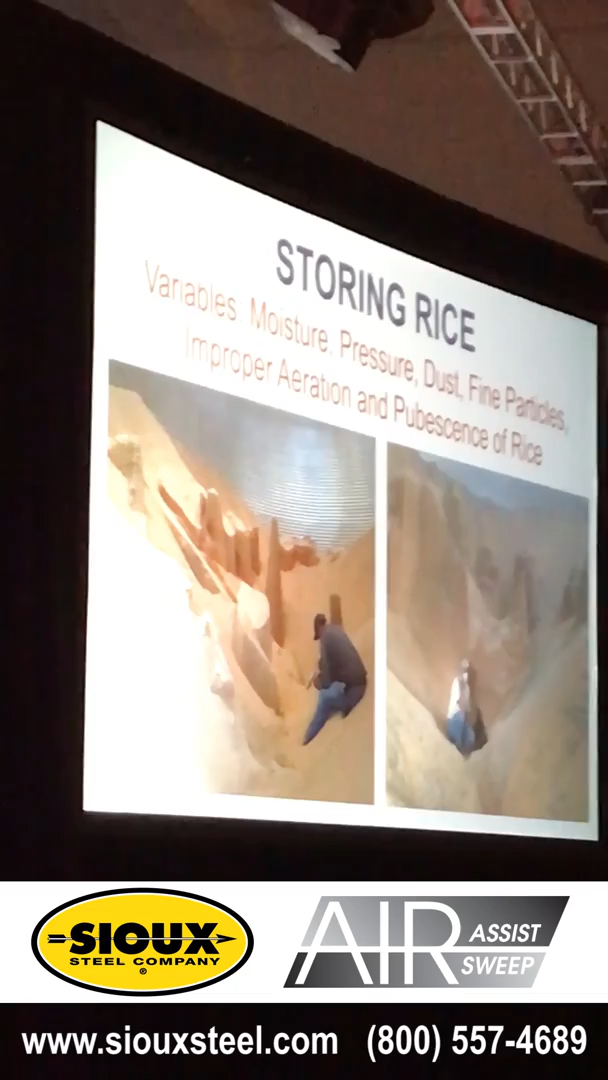 STORING RICE
Variables: Moisture, Pressure, Dust, Fine Particles,
Improper Aeration and Pubescence of Rice
SIOUX
STEEL COMPANY
®
AIR ASSIST
SWEEP
www.siouxsteel.com (800) 557-4689